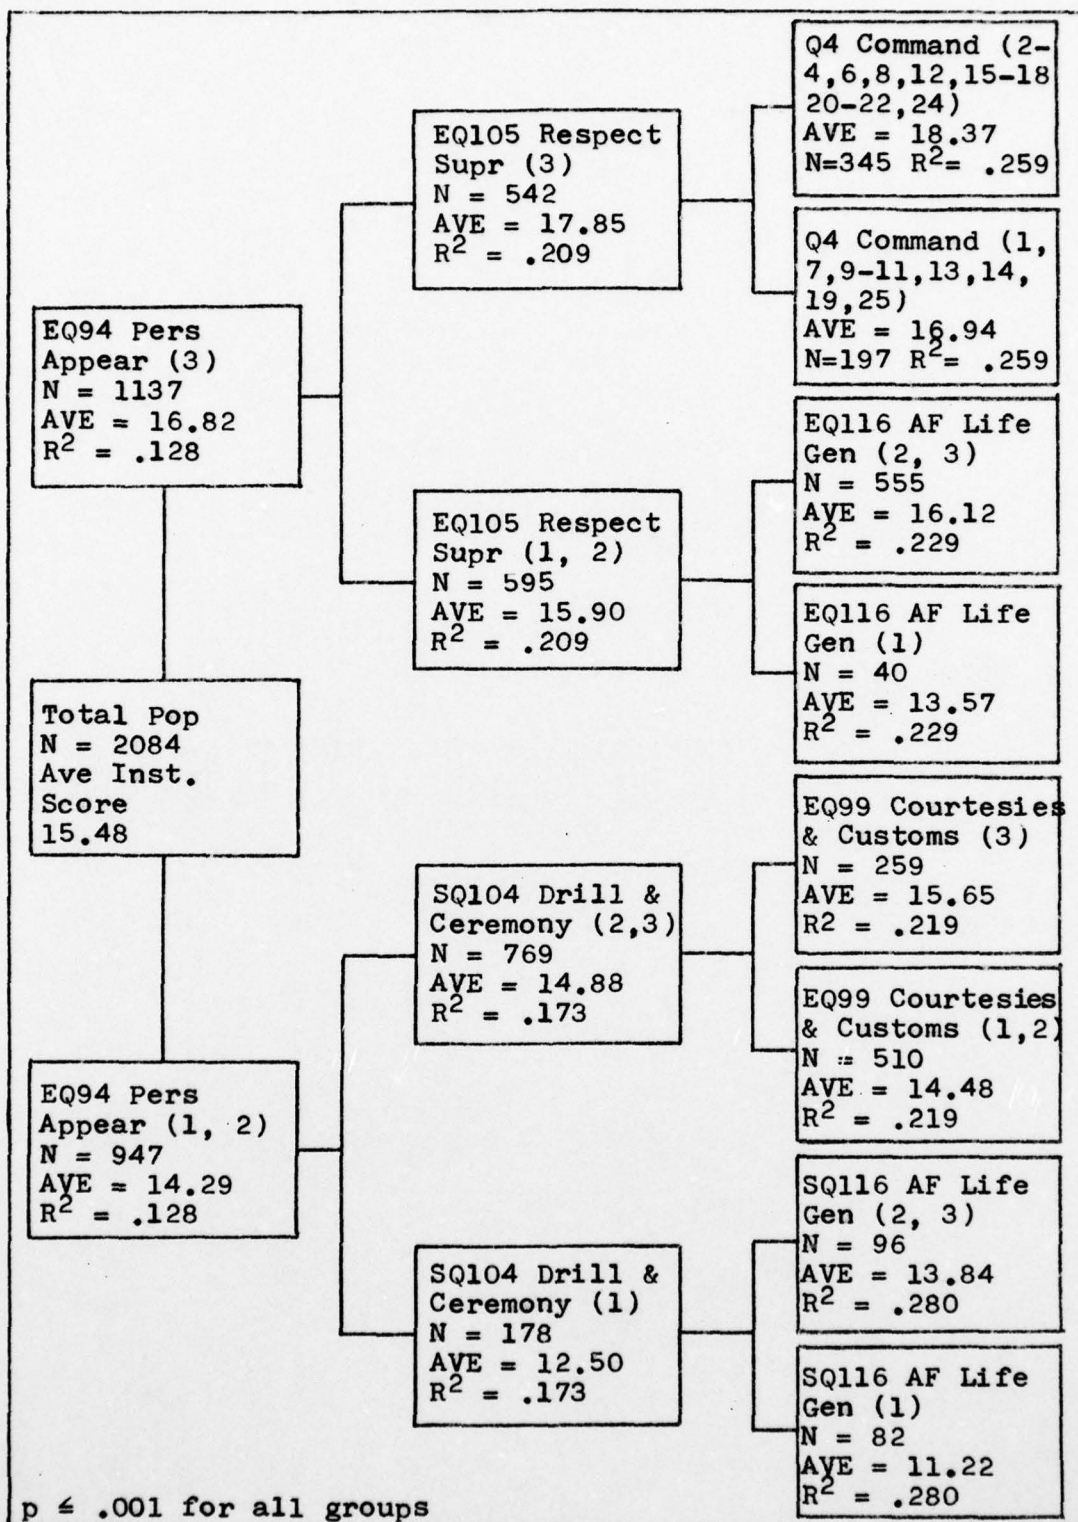 Q4 Command (2-
4,6,8,12,15-18
20-22,24)
AVE = 18.37
N=345 R² = .259
EQ105 Respect
Supr (3)
N = 542
AVE = 17.85
R² = .209
Q4 Command (1,
7,9-11,13,14,
19,25)
AVE = 16.94
N=197 R² = .259
EQ94 Pers
Appear (3)
N = 1137
AVE = 16.82
R² = .128
EQ116 AF Life
Gen (2, 3)
N = 555
AVE = 16.12
R² = .229
EQ105 Respect
Supr (1, 2)
N = 595
AVE = 15.90
R² = .209
EQ116 AF Life
Gen (1)
N = 40
AVE = 13.57
R² = .229
Total Pop
N = 2084
Ave Inst.
Score
15.48
EQ99 Courtesies
& Customs (3)
N = 259
AVE = 15.65
R² = .219
SQ104 Drill &
Ceremony (2,3)
N = 769
AVE = 14.88
R² = .173
EQ99 Courtesies
& Customs (1,2)
N = 510
AVE = 14.48
R² = .219
EQ94 Pers
Appear (1, 2)
N = 947
AVE = 14.29
R² = .128
SQ116 AF Life
Gen (2, 3)
N = 96
AVE = 13.84
R² = .280
SQ104 Drill &
Ceremony (1)
N = 178
AVE = 12.50
R² = .173
SQ116 AF Life
Gen (1)
N = 82
AVE = 11.22
R² = .280
p ≤ .001 for all groups